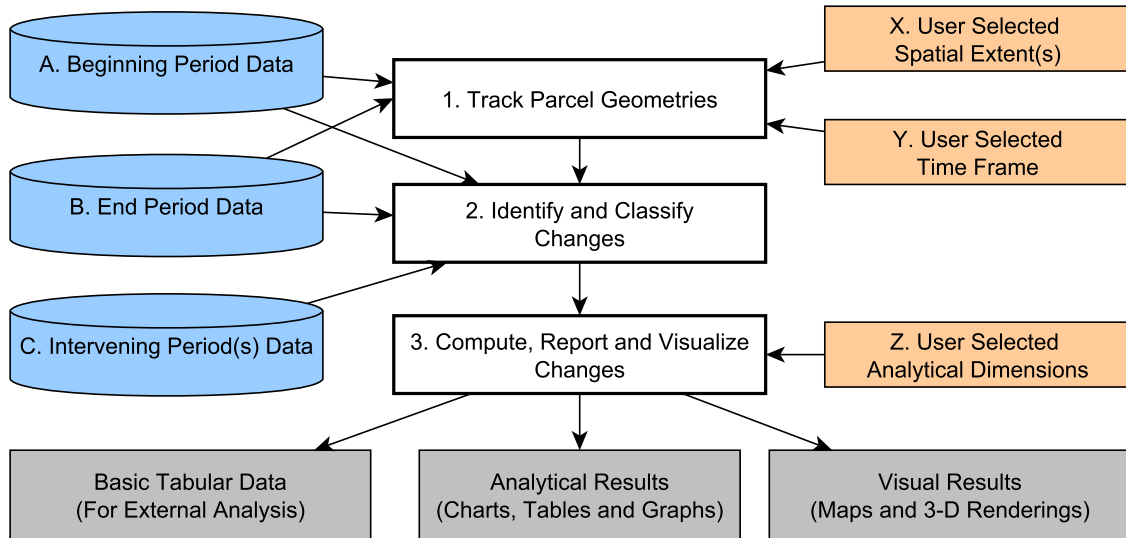 A. Beginning Period Data
X. User Selected
Spatial Extent(s)
1. Track Parcel Geometries
Y. User Selected
Time Frame
B. End Period Data
2. Identify and Classify
Changes
C. Intervening Period(s) Data
3. Compute, Report and Visualize
Changes
Z. User Selected
Analytical Dimensions
Basic Tabular Data
(For External Analysis)
Analytical Results
(Charts, Tables and Graphs)
Visual Results
(Maps and 3-D Renderings)